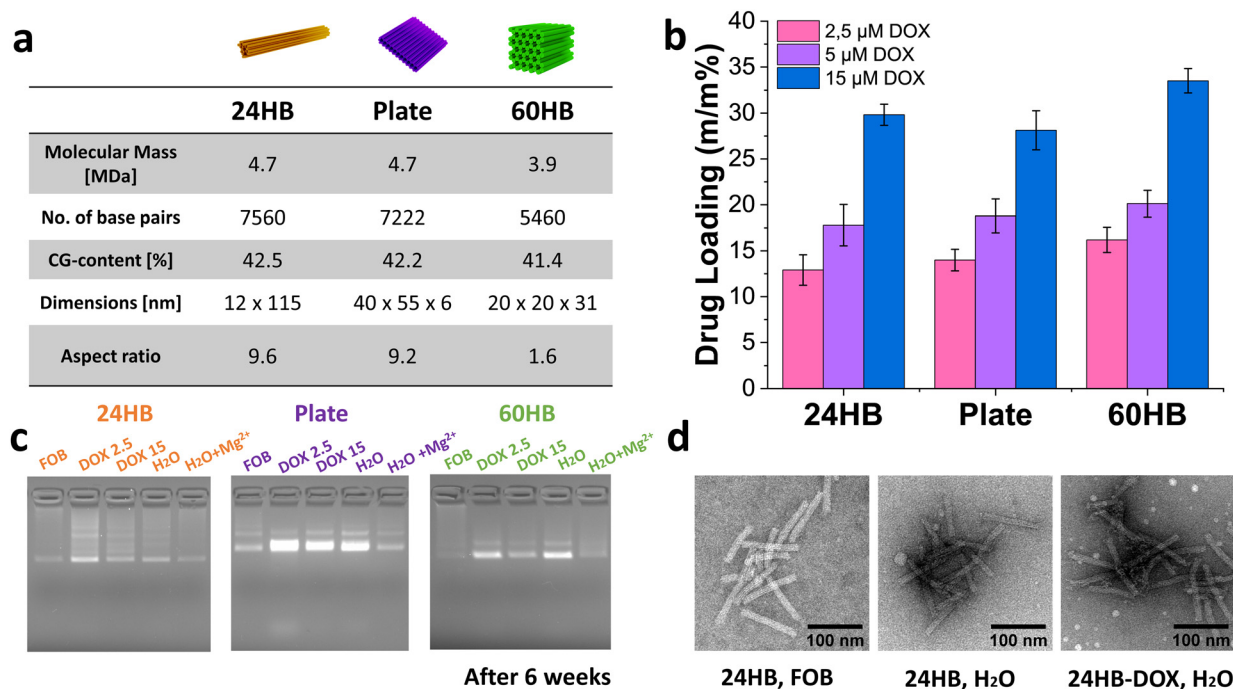 a
24HB Plate 60HB
Molecular Mass [MDa] 4.7 4.7 3.9
No. of base pairs 7560 7222 5460
CG-content [%] 42.5 42.2 41.4
Dimensions [nm] 12 x 115 40 x 55 x 6 20 x 20 x 31
Aspect ratio 9.6 9.2 1.6
b
2,5 µM DOX
5 µM DOX
15 µM DOX
Drug Loading (m/m%)
40
35
30
25
20
15
10
5
0
24HB Plate 60HB
c
24HB Plate 60HB
FOB DOX 2.5 DOX 15 H₂O H₂O+Mg²⁺
FOB DOX 2.5 DOX 15 H₂O H₂O +Mg²⁺
FOB DOX 2.5 DOX 15 H₂O H₂O+Mg²⁺
After 6 weeks
d
100 nm 100 nm 100 nm
24HB, FOB 24HB, H₂O 24HB-DOX, H₂O